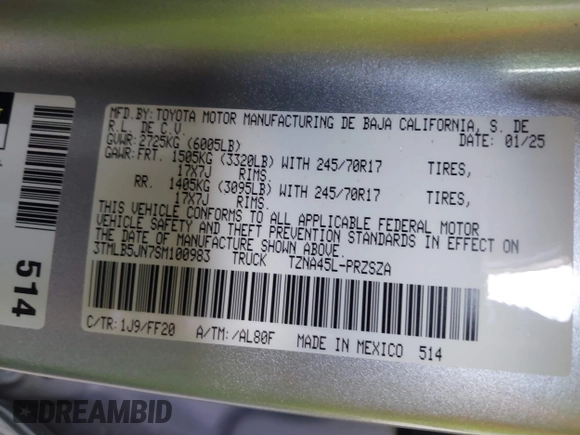 MFD.BY:TOYOTA MOTOR MANUFACTURING DE BAJA CALIFORNIA, S. DE
R.L. DE C.V. DATE: 01/25
GVWR:2725KG (6005LB)
GAWR:FRT. 1505KG (3320LB) WITH 245/70R17 TIRES,
17X7J RIMS.
RR. 1405KG (3095LB) WITH 245/70R17 TIRES,
17X7J RIMS.
THIS VEHICLE CONFORMS TO ALL APPLICABLE FEDERAL MOTOR
VEHICLE SAFETY AND THEFT PREVENTION STANDARDS IN EFFECT ON
THE DATE OF MANUFACTURE SHOWN ABOVE.
3TMLB5JN7SM100983 TRUCK TZNA45L-PRZSZA
C/TR:1J9/FF20 A/TM:/AL80F MADE IN MEXICO 514
514
DREAMBID